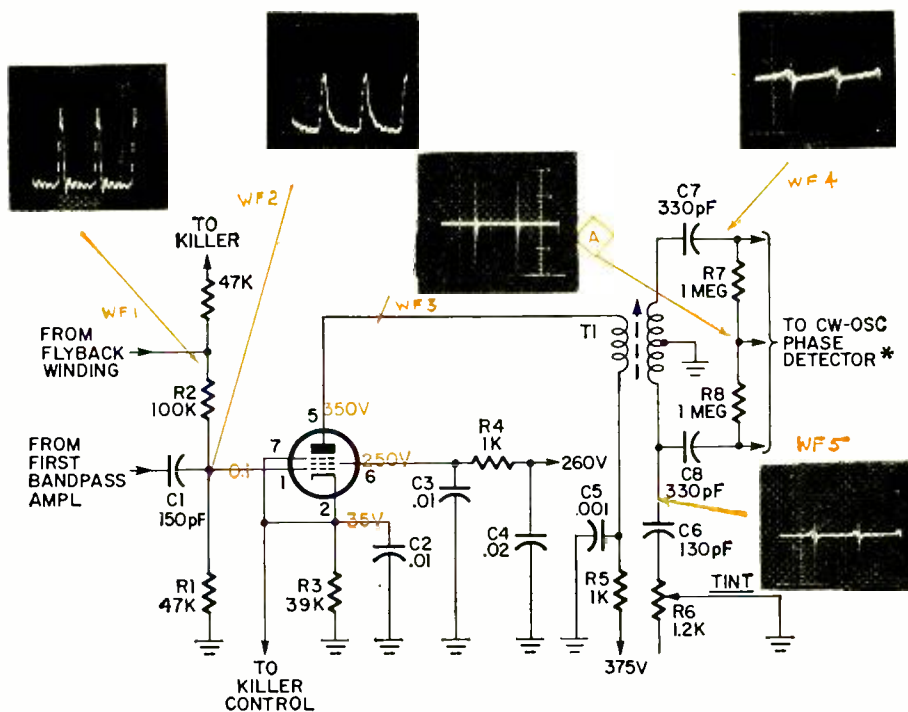 WF2
C7
330pF
WF4
TO
KILLER
47K
WF1
A
R7
1 MEG
WF3
T1
FROM
FLYBACK
WINDING
TO CW-OSC
PHASE
DETECTOR*
R2
100K
5
350V
R8
1 MEG
FROM
FIRST
BANDPASS
AMPL
7
1
0.1
250V
6
R4
1K
260V
C8
330pF
WF5
C1
150pF
2
35V
C3
.01
C5
.001
C2
.01
C4
.02
C6
130pF
R1
47K
R3
39K
R5
1K
TINT
R6
1.2K
TO
KILLER
CONTROL
375V